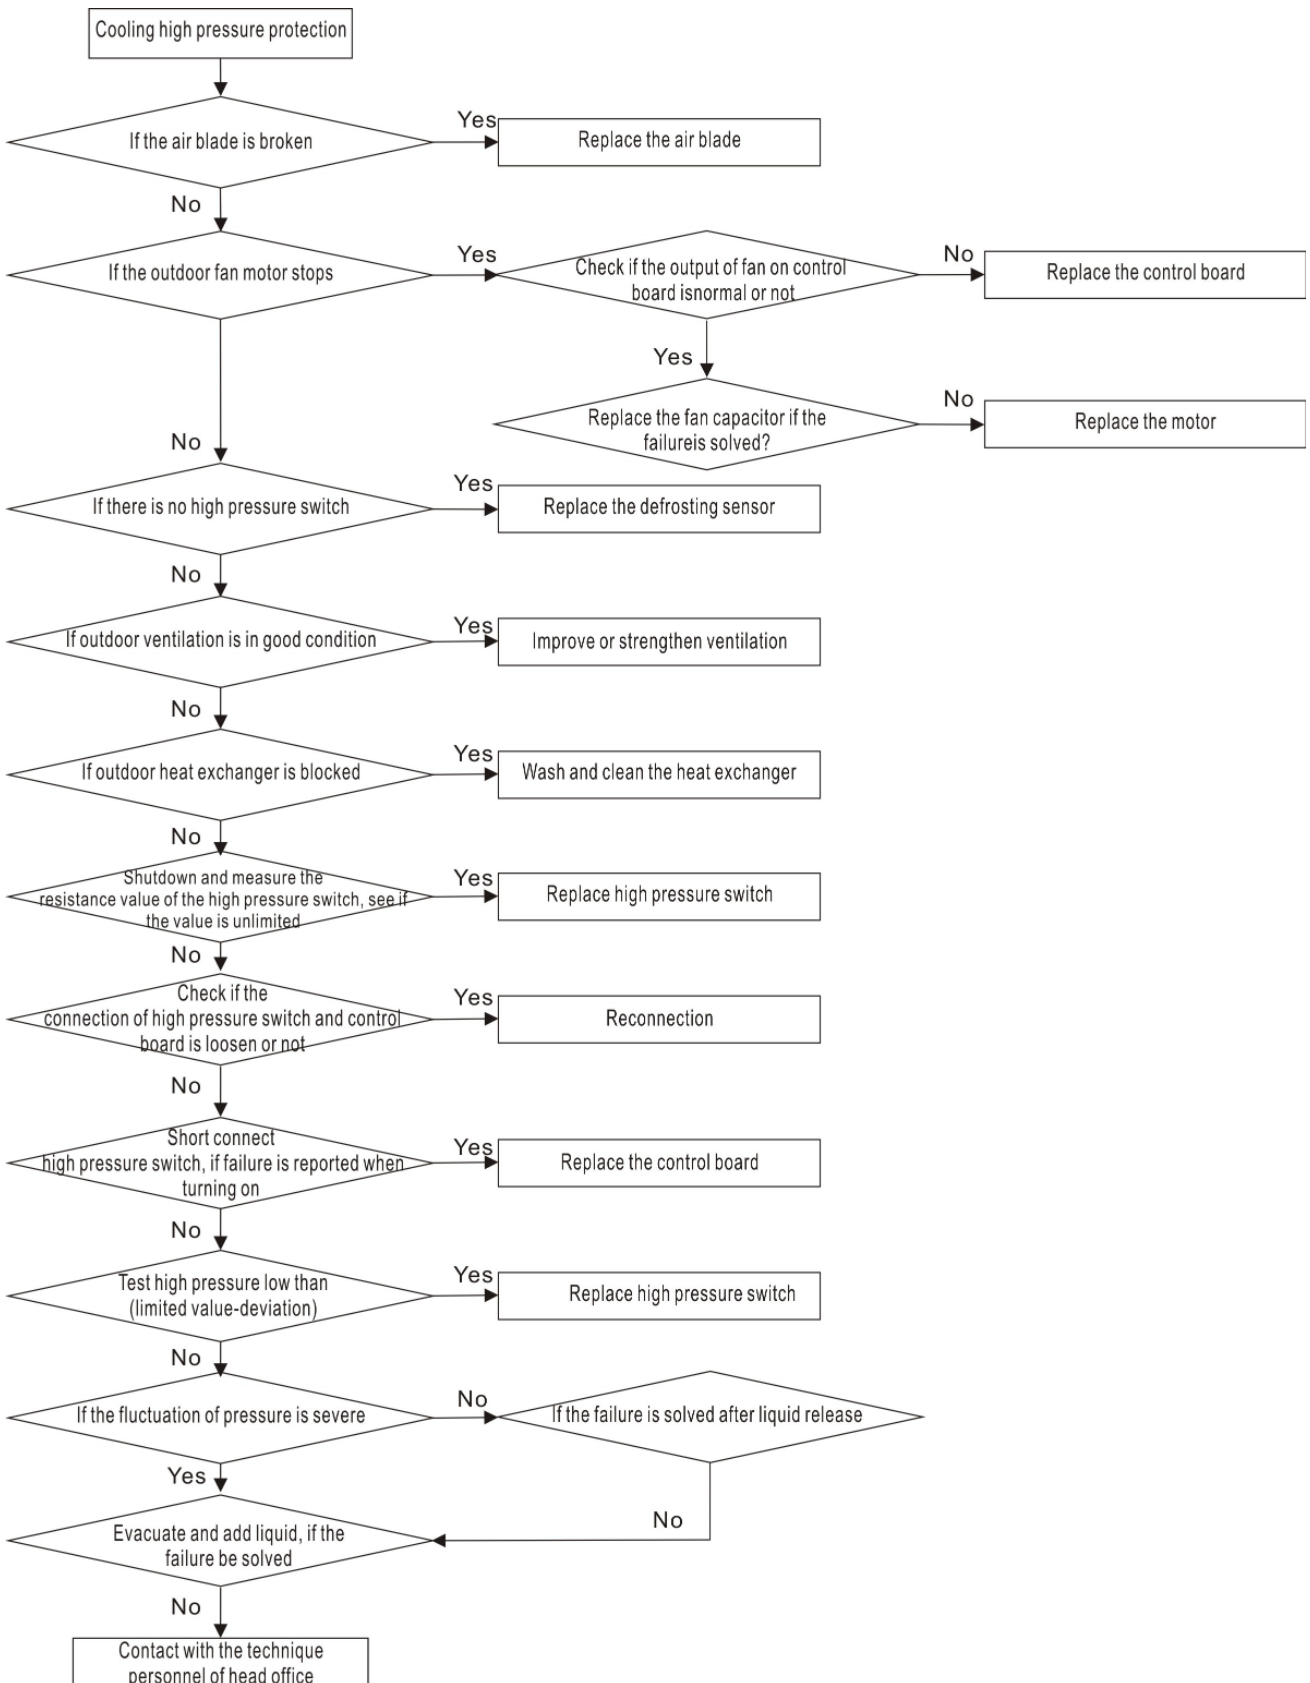 Cooling high pressure protection
If the air blade is broken
Yes
Replace the air blade
No
If the outdoor fan motor stops
Yes
Check if the output of fan on control
board isnormal or not
No
Replace the control board
Yes
Replace the fan capacitor if the
failureis solved?
No
Replace the motor
No
If there is no high pressure switch
Yes
Replace the defrosting sensor
No
If outdoor ventilation is in good condition
Yes
Improve or strengthen ventilation
No
If outdoor heat exchanger is blocked
Yes
Wash and clean the heat exchanger
No
Shutdown and measure the
resistance value of the high pressure switch, see if
the value is unlimited
Yes
Replace high pressure switch
No
Check if the
connection of high pressure switch and control
board is loosen or not
Yes
Reconnection
No
Short connect
high pressure switch, if failure is reported when
turning on
Yes
Replace the control board
No
Test high pressure low than
(limited value-deviation)
Yes
Replace high pressure switch
No
If the fluctuation of pressure is severe
No
If the failure is solved after liquid release
Yes
No
Evacuate and add liquid, if the
failure be solved
No
Contact with the technique
personnel of head office